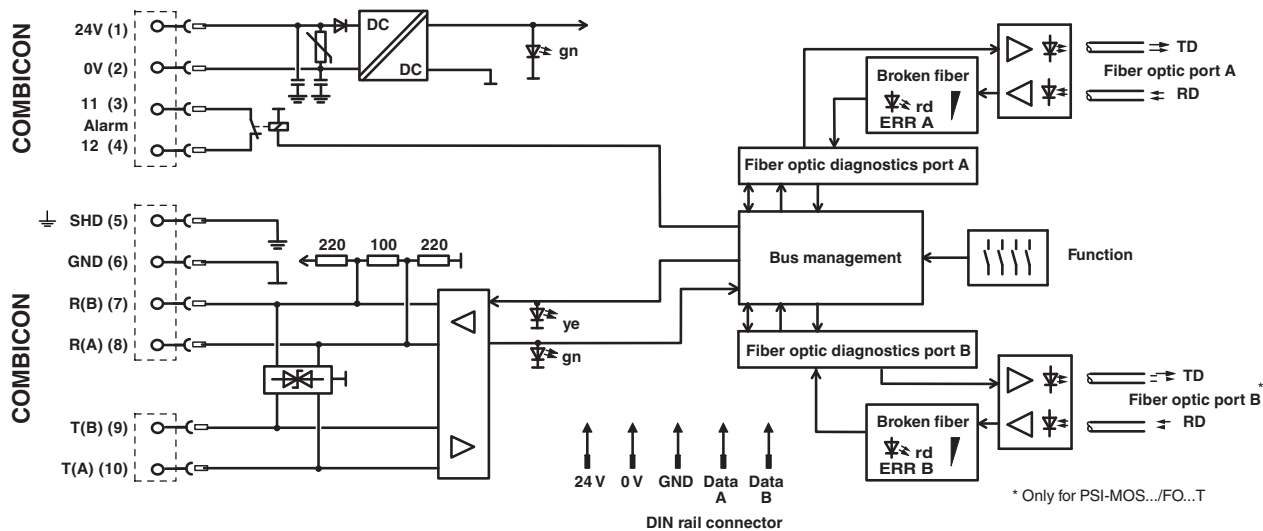 COMBICON
24V (1)
0V (2)
11 (3)
Alarm
12 (4)
DC
DC
gn
COMBICON
SHD (5)
GND (6)
R(B) (7)
R(A) (8)
T(B) (9)
T(A) (10)
220 100 220
ye
gn
24 V 0 V GND Data A Data B
DIN rail connector
Broken fiber
rd
ERR A
TD
Fiber optic port A
RD
Fiber optic diagnostics port A
Bus management
Function
Fiber optic diagnostics port B
Broken fiber
rd
ERR B
TD
Fiber optic port B*
RD
* Only for PSI-MOS.../FO...T